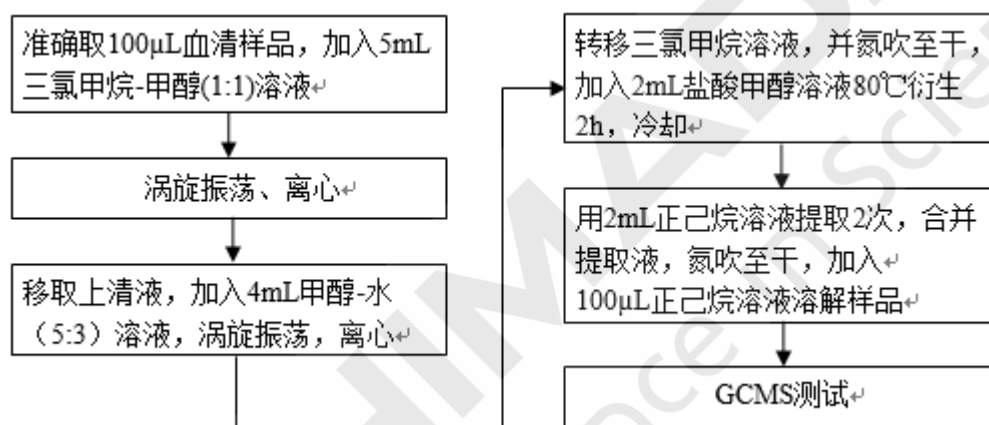 准确取100μL血清样品，加入5mL
三氯甲烷-甲醇(1:1)溶液↵
涡旋振荡、离心↵
移取上清液，加入4mL甲醇-水
（5:3）溶液，涡旋振荡，离心↵
转移三氯甲烷溶液，并氮吹至干，
加入2mL盐酸甲醇溶液80℃衍生
2h，冷却↵
用2mL正己烷溶液提取2次，合并
提取液，氮吹至干，加入↵
100μL正己烷溶液溶解样品↵
GCMS测试↵